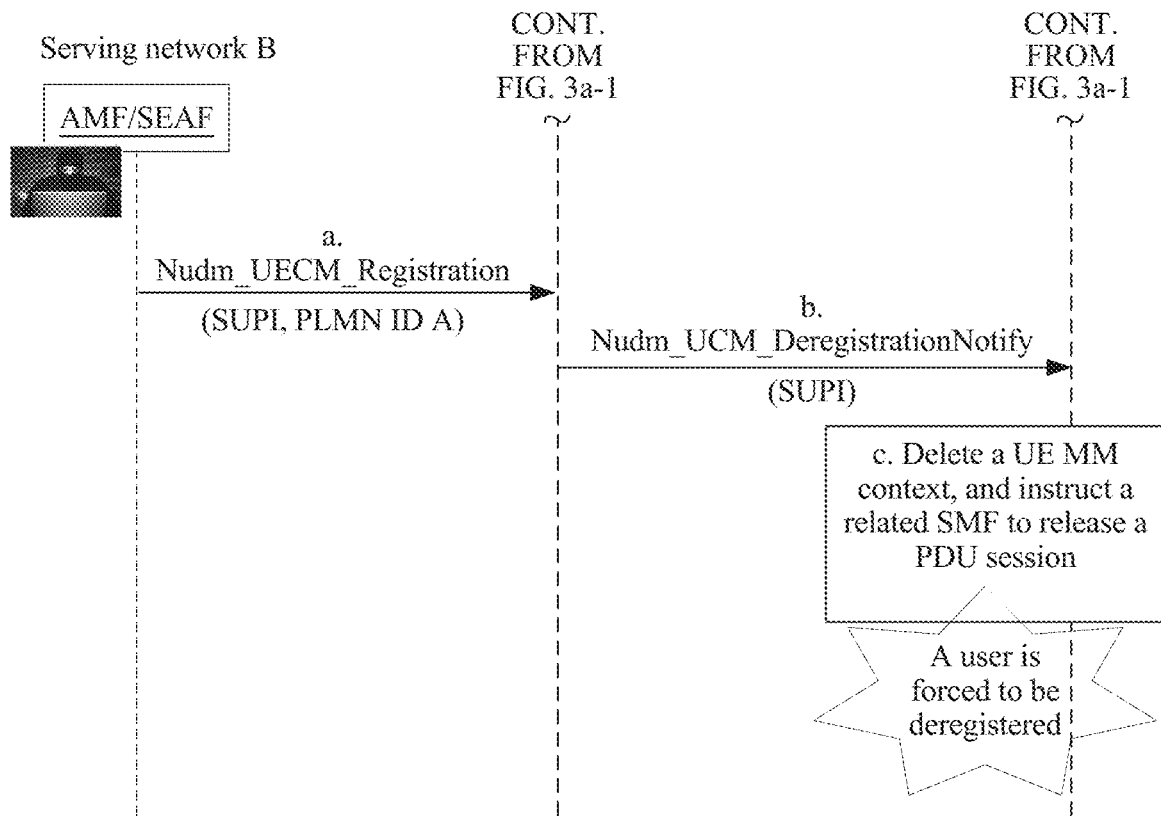 Serving network B
AMF/SEAF
CONT.
FROM
FIG. 3a-1
CONT.
FROM
FIG. 3a-1
a.
Nudm_UECM_Registration
(SUPI, PLMN ID A)
b.
Nudm_UCM_DeregistrationNotify
(SUPI)
c. Delete a UE MM
context, and instruct a
related SMF to release a
PDU session
A user is
forced to be
deregistered